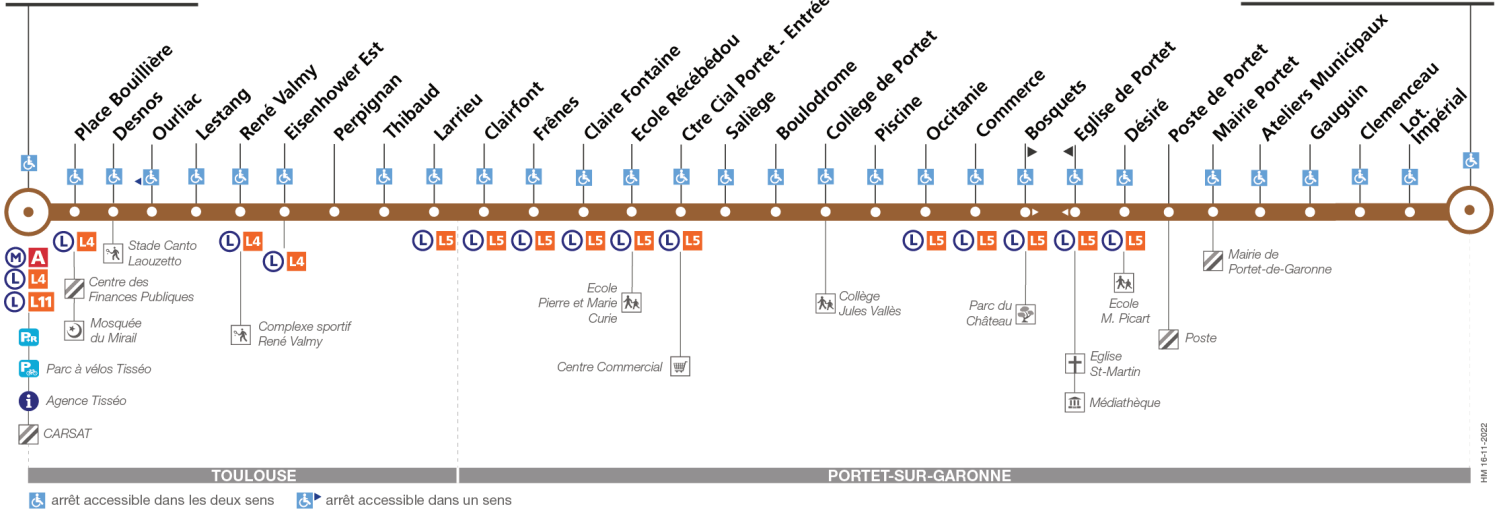 Place Bouillière
Desnos
Ourliac
Lestang
René Valmy
Eisenhower Est
Perpignan
Thibaud
Larrieu
Clairfont
Frênes
Claire Fontaine
Ecole Récébédou
Ctre Cial Portet - Entrée
Saliège
Boulodrome
Collège de Portet
Piscine
Occitanie
Commerce
Bosquets
Eglise de Portet
Désiré
Poste de Portet
Mairie Portet
Ateliers Municipaux
Gauguin
Clemenceau
Lot.
Impérial
M A
L L4
L L11
P+R
P
Parc à vélos Tisséo
i
Agence Tisséo
CARSAT
L L4
Centre des
Finances Publiques
Mosquée
du Mirail
Stade Canto
Laouzetto
L L4
Complexe sportif
René Valmy
L L4
L L5
L L5
L L5
L L5
L L5
Ecole
Pierre et Marie
Curie
L L5
Centre Commercial
Collège
Jules Vallès
L L5
L L5
L L5
Parc du
Château
L L5
Eglise
St-Martin
Médiathèque
L L5
Ecole
M. Picart
Poste
Mairie de
Portet-de-Garonne
TOULOUSE
PORTET-SUR-GARONNE
arrêt accessible dans les deux sens
arrêt accessible dans un sens
HM 16-11-2022